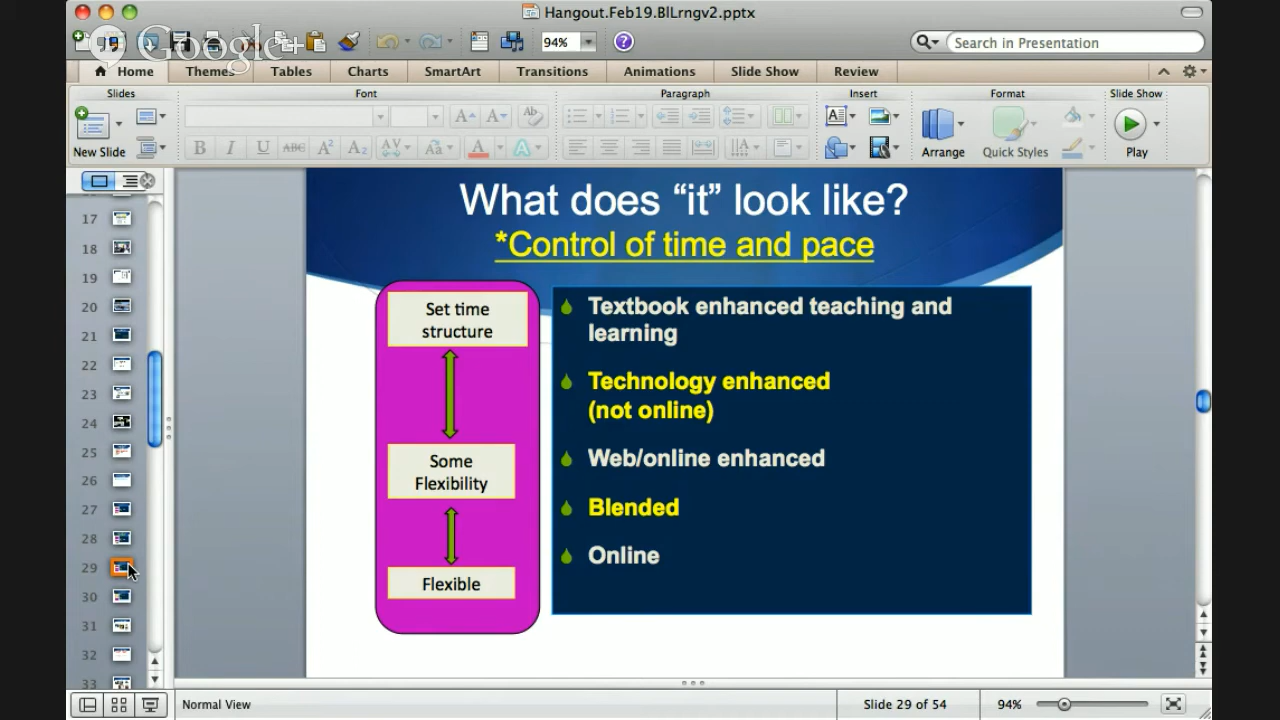 Hangout.Feb19.BlLrngv2.pptx
Google+
94%
Search in Presentation
Home Themes Tables Charts SmartArt Transitions Animations Slide Show Review
Slides Font Paragraph Insert Format Slide Show
New Slide Arrange Quick Styles Play
What does “it” look like?
*Control of time and pace
Set time
structure
Some
Flexibility
Flexible
Textbook enhanced teaching and
learning
Technology enhanced
(not online)
Web/online enhanced
Blended
Online
17
18
19
20
21
22
23
24
25
26
27
28
29
30
31
32
33
Normal View Slide 29 of 54 94%